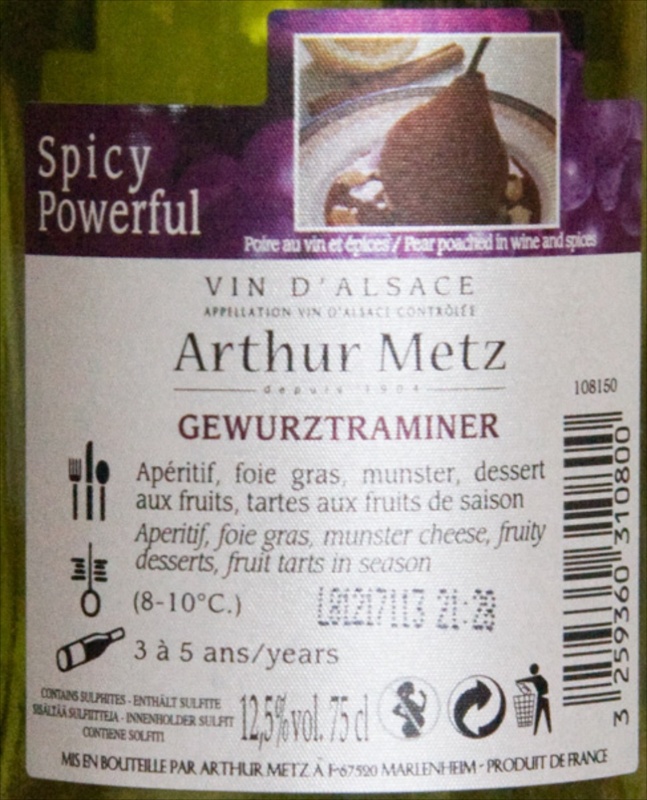 Spicy
Powerful
Poire au vin et épices / Pear poached in wine and spices
VIN D'ALSACE
APPELLATION VIN D'ALSACE CONTRÔLÉE
Arthur Metz
depuis 1904
108150
GEWURZTRAMINER
Apéritif, foie gras, munster, dessert
aux fruits, tartes aux fruits de saison
Aperitif, foie gras, munster cheese, fruity
desserts, fruit tarts in season
(8-10°C.)
L81217113 21:28
3 à 5 ans/years
CONTAINS SULPHITES - ENTHÄLT SULFITE
SISÄLTÄÄ SULFIITTEJA - INNENHOLDER SULFIT
CONTIENE SOLFITI
12,5%vol. 75 cl
MIS EN BOUTEILLE PAR ARTHUR METZ À F-67520 MARLENHEIM - PRODUIT DE FRANCE
3 259360 310800